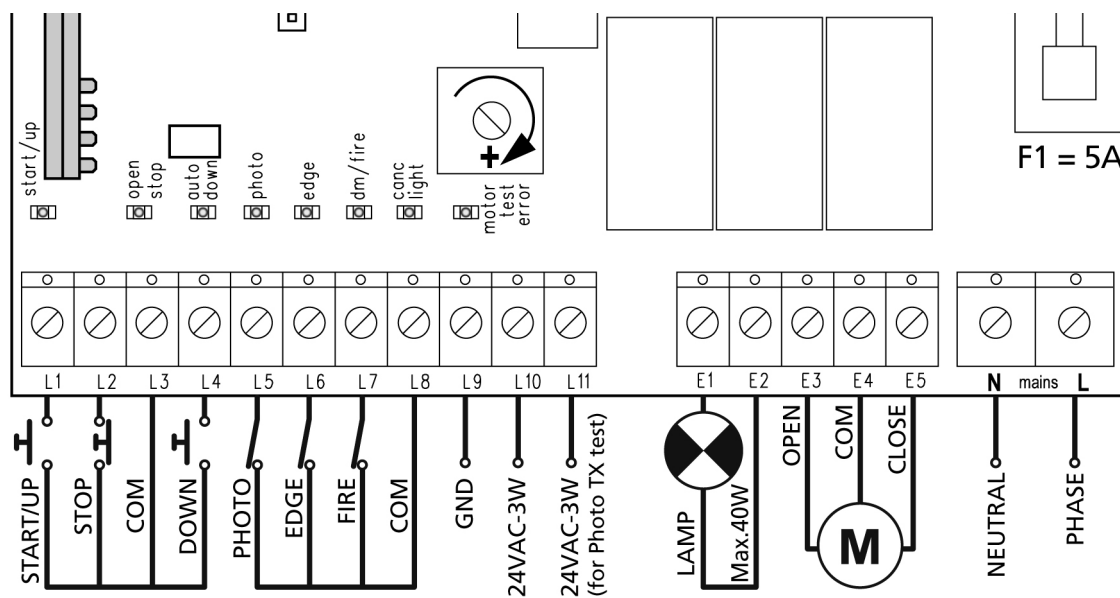 F1 = 5A
start/up
open
stop
auto
down
photo
edge
dm/fire
canc
light
+
motor
test
error
L1 L2 L3 L4 L5 L6 L7 L8 L9 L10 L11
E1 E2 E3 E4 E5
N mains L
START/UP
STOP
COM
DOWN
PHOTO
EDGE
FIRE
COM
GND
24VAC-3W
24VAC-3W
(for Photo TX test)
LAMP
Max.40W
OPEN
COM
CLOSE
M
NEUTRAL
PHASE